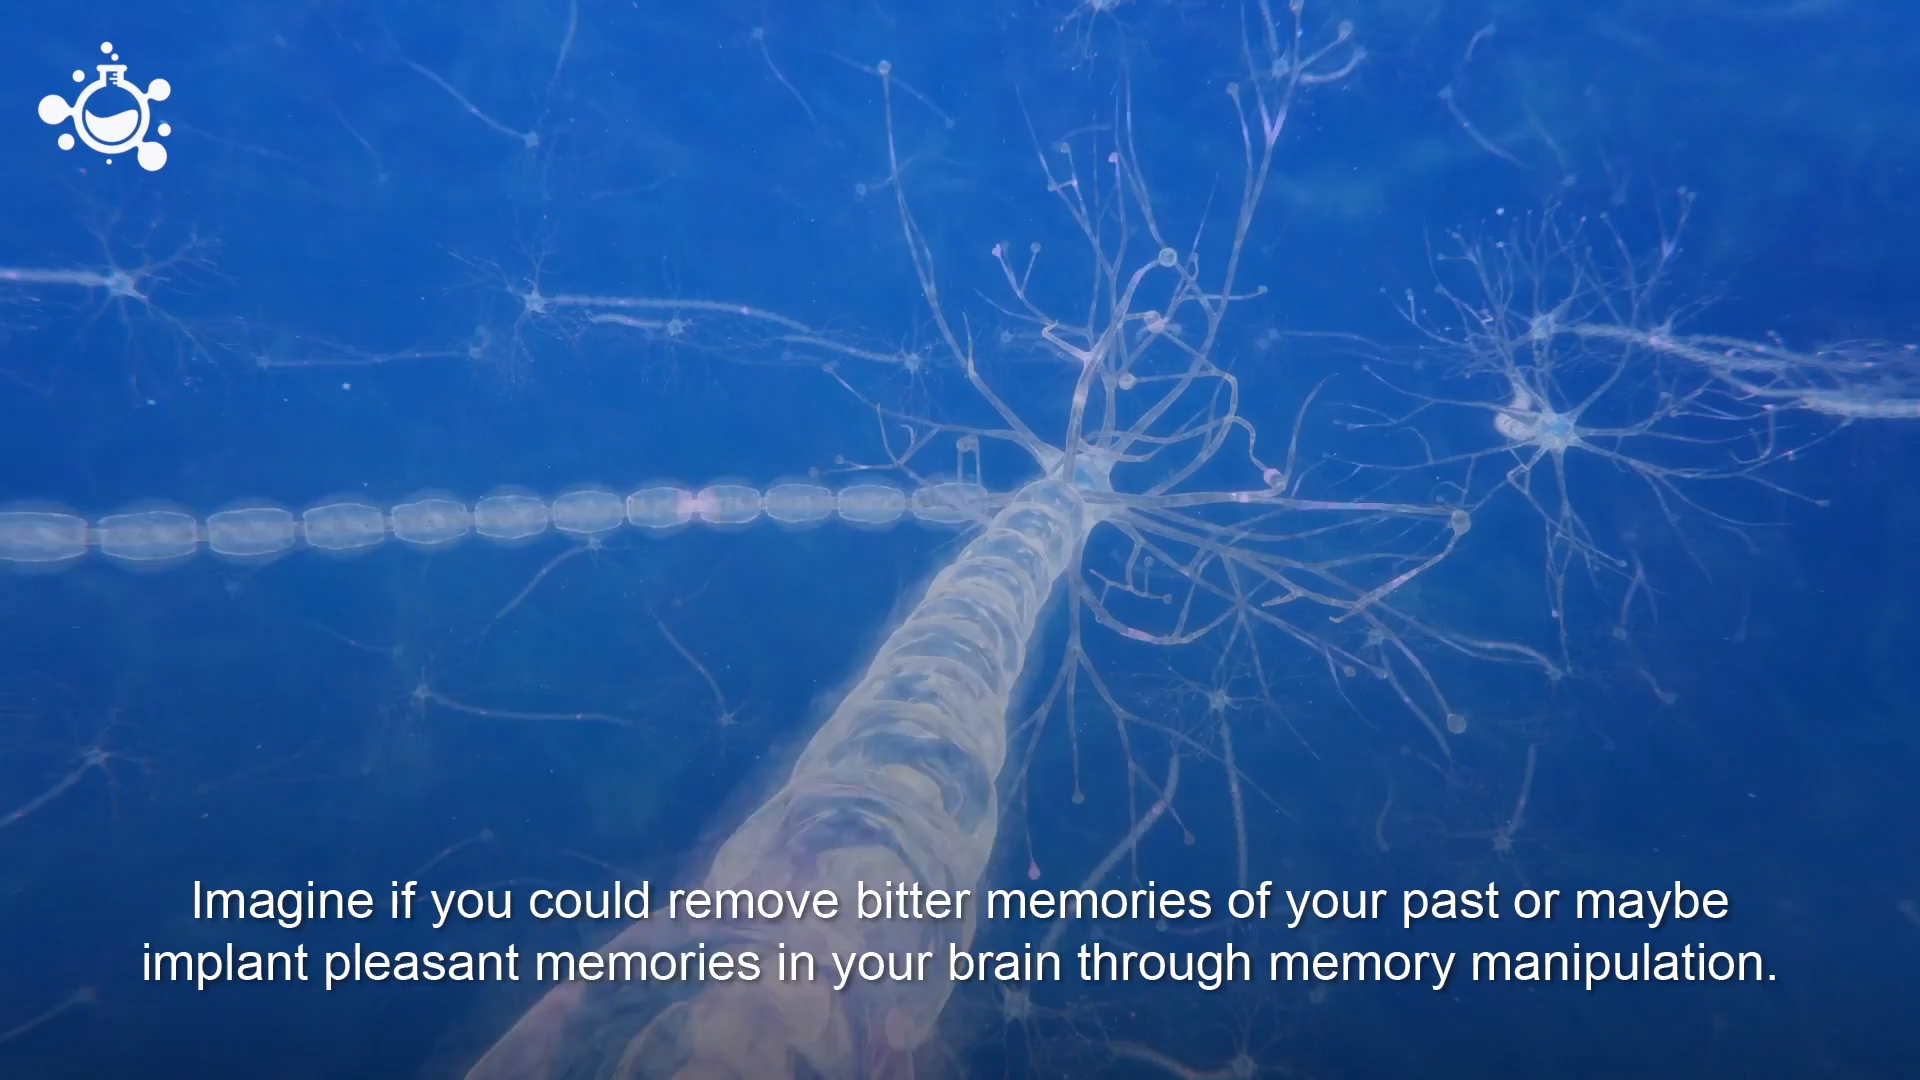 Imagine if you could remove bitter memories of your past or maybe
implant pleasant memories in your brain through memory manipulation.